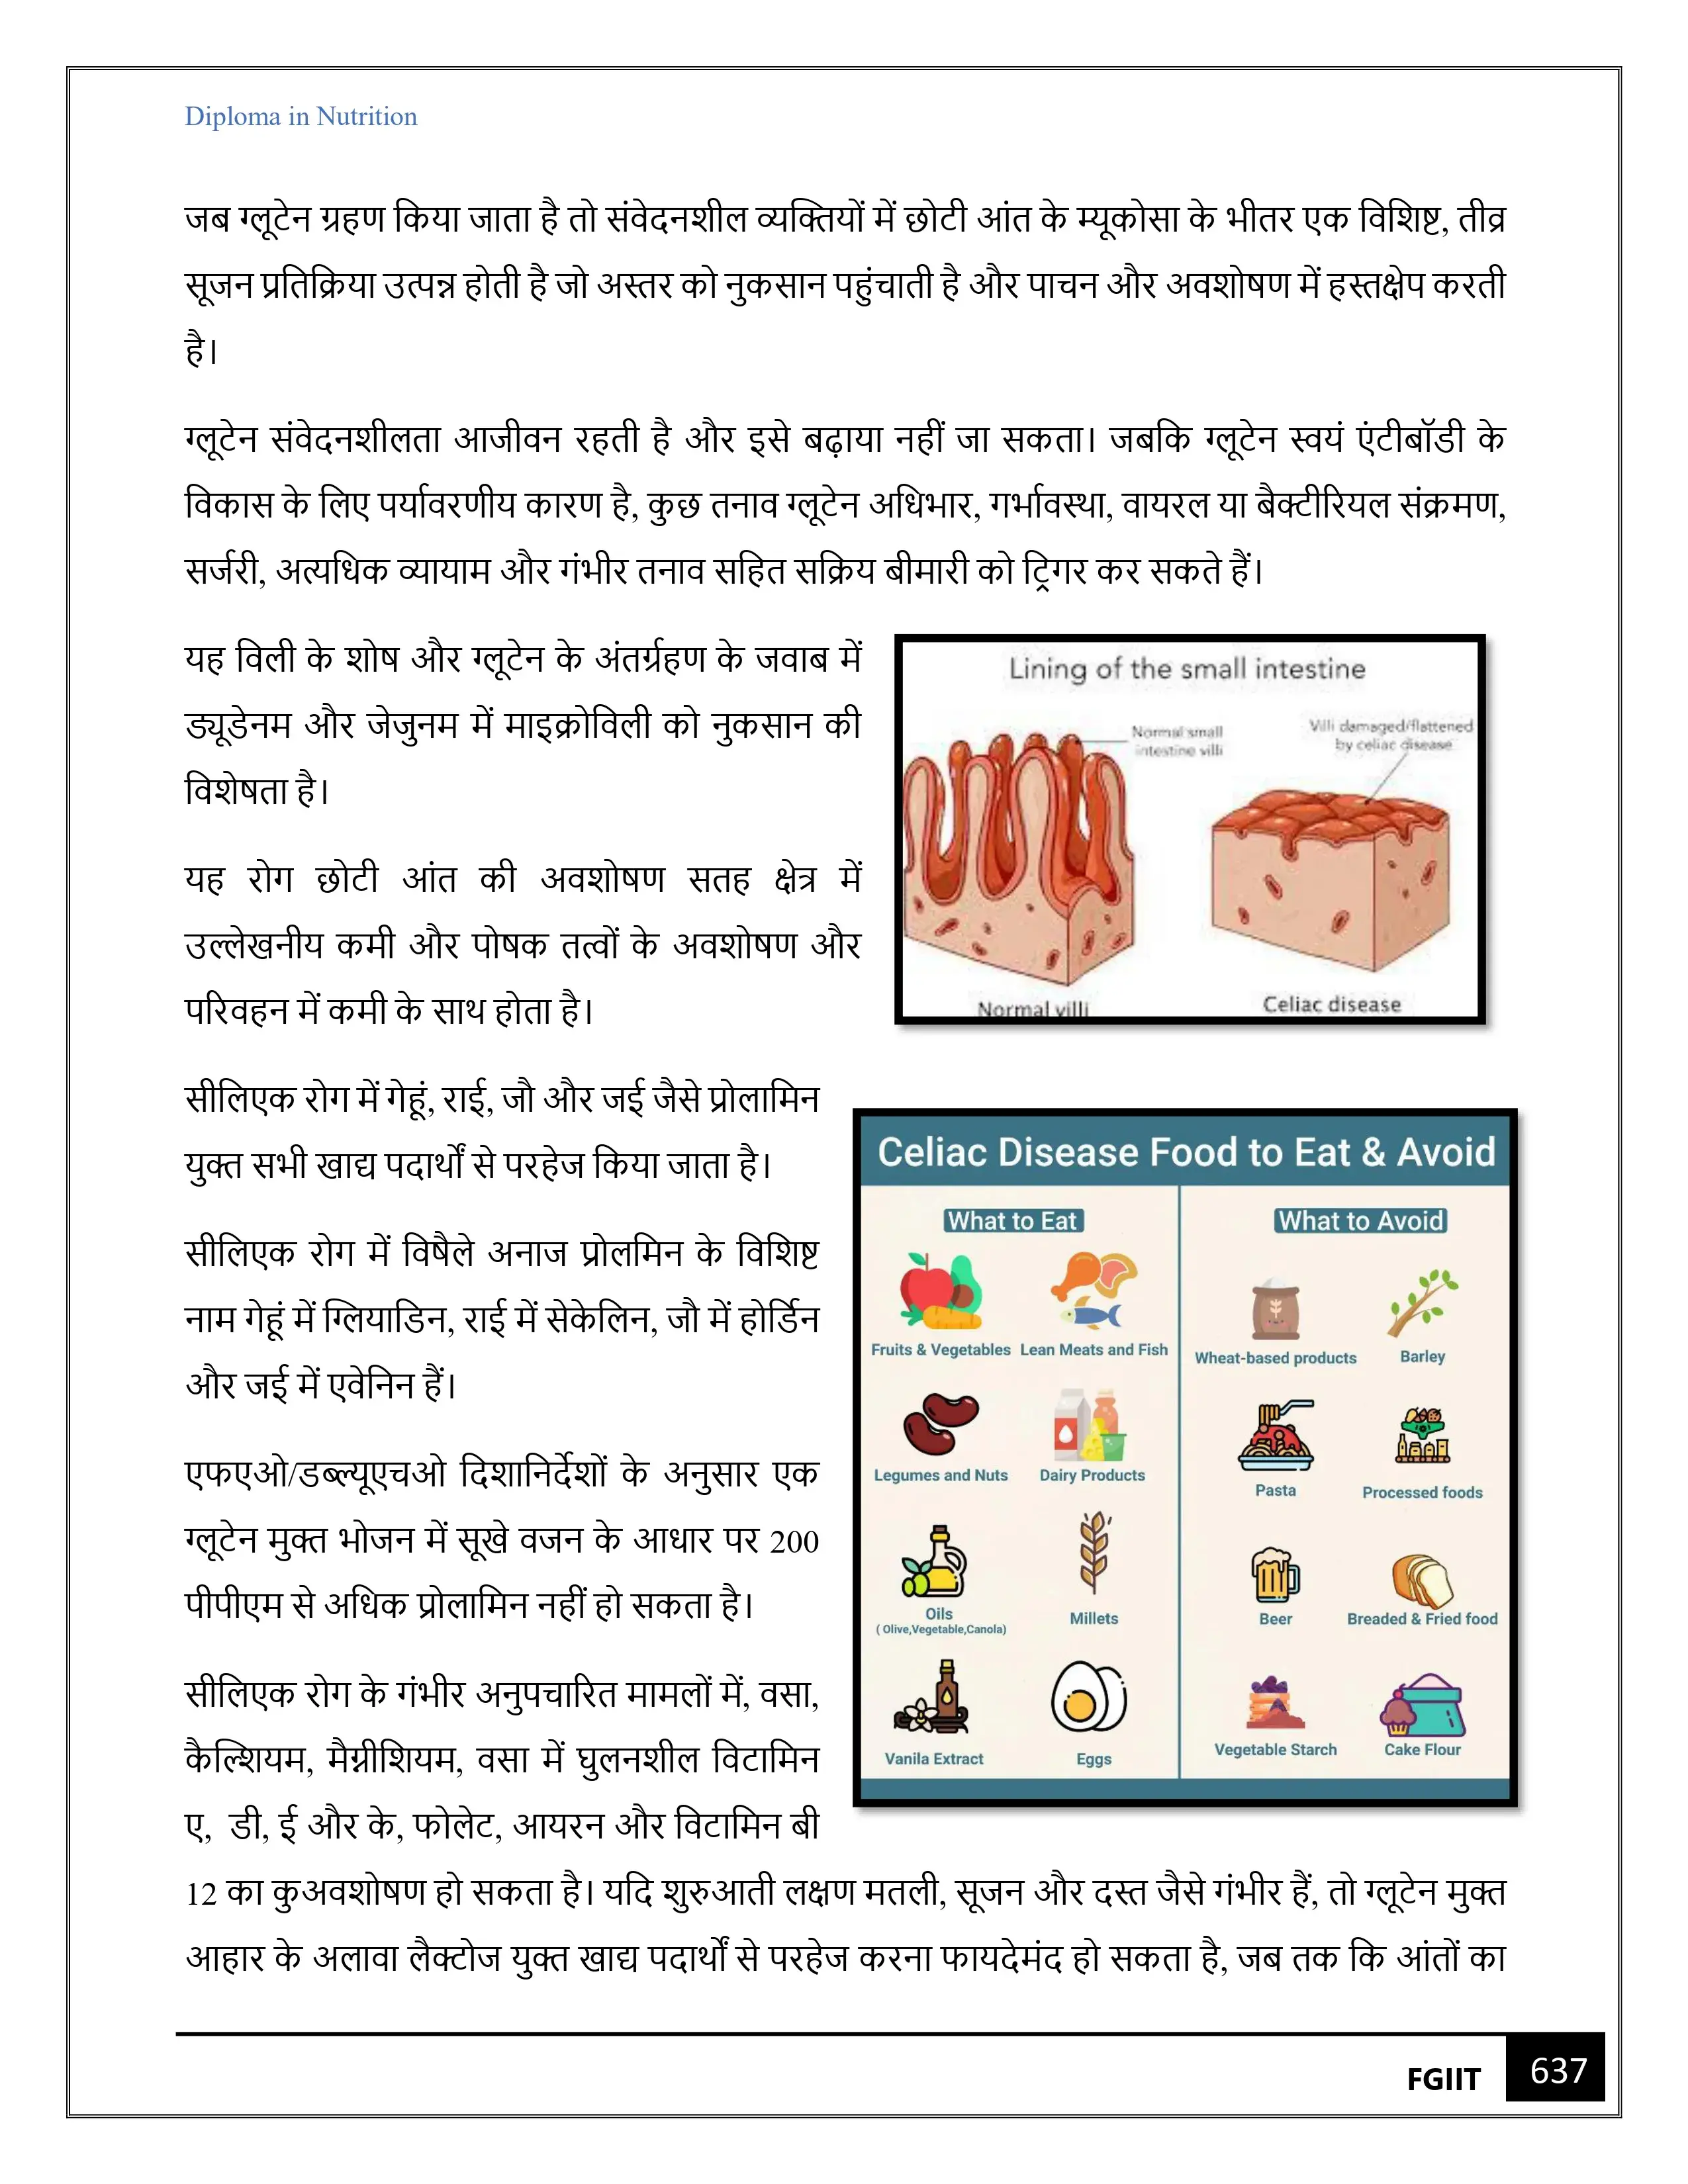 Diploma in Nutrition
जब ग्लूटेन ग्रहण किया जाता है तो संवेदनशील व्यक्तियों में छोटी आंत के म्यूकोसा के भीतर एक विशिष्ट, तीव्र
सूजन प्रतिक्रिया उत्पन्न होती है जो अस्तर को नुकसान पहुंचाती है और पाचन और अवशोषण में हस्तक्षेप करती
है।
ग्लूटेन संवेदनशीलता आजीवन रहती है और इसे बढ़ाया नहीं जा सकता। जबकि ग्लूटेन स्वयं एंटीबॉडी के
विकास के लिए पर्यावरणीय कारण है, कुछ तनाव ग्लूटेन अधिभार, गर्भावस्था, वायरल या बैक्टीरियल संक्रमण,
सर्जरी, अत्यधिक व्यायाम और गंभीर तनाव सहित सक्रिय बीमारी को ट्रिगर कर सकते हैं।
यह विली के शोष और ग्लूटेन के अंतर्ग्रहण के जवाब में
ड्यूडेनम और जेजुनम में माइक्रोविली को नुकसान की
विशेषता है।
यह रोग छोटी आंत की अवशोषण सतह क्षेत्र में
उल्लेखनीय कमी और पोषक तत्वों के अवशोषण और
परिवहन में कमी के साथ होता है।
Lining of the small intestine
Normal small
intestine villi
Villi damaged/flattened
by celiac disease
Normal villi
Celiac disease
सीलिएक रोग में गेहूं, राई, जौ और जई जैसे प्रोलामिन
युक्त सभी खाद्य पदार्थों से परहेज किया जाता है।
सीलिएक रोग में विषैले अनाज प्रोलमिन के विशिष्ट
नाम गेहूं में ग्लियाडिन, राई में सेकेलिन, जौ में होर्डिन
और जई में एवेनिन हैं।
एफएओ/डब्ल्यूएचओ दिशानिर्देशों के अनुसार एक
ग्लूटेन मुक्त भोजन में सूखे वजन के आधार पर 200
पीपीएम से अधिक प्रोलामिन नहीं हो सकता है।
सीलिएक रोग के गंभीर अनुपचारित मामलों में, वसा,
कैल्शियम, मैग्नीशियम, वसा में घुलनशील विटामिन
ए, डी, ई और के, फोलेट, आयरन और विटामिन बी
Celiac Disease Food to Eat & Avoid
What to Eat
Fruits & Vegetables Lean Meats and Fish
Legumes and Nuts Dairy Products
Oils
( Olive,Vegetable,Canola)
Millets
Vanila Extract Eggs
What to Avoid
Wheat-based products Barley
Pasta Processed foods
Beer Breaded & Fried food
Vegetable Starch Cake Flour
12 का कुअवशोषण हो सकता है। यदि शुरुआती लक्षण मतली, सूजन और दस्त जैसे गंभीर हैं, तो ग्लूटेन मुक्त
आहार के अलावा लैक्टोज युक्त खाद्य पदार्थों से परहेज करना फायदेमंद हो सकता है, जब तक कि आंतों का
FGIIT 637